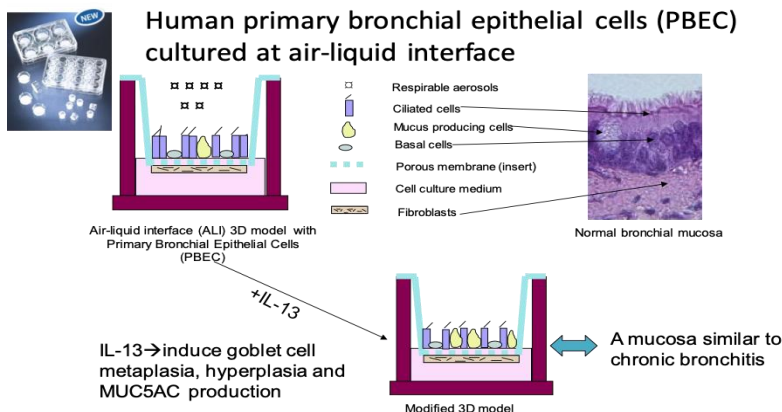 Human primary bronchial epithelial cells (PBEC)
cultured at air-liquid interface
NEW
Respirable aerosols
Ciliated cells
Mucus producing cells
Basal cells
Porous membrane (insert)
Cell culture medium
Fibroblasts
Air-liquid interface (ALI) 3D model with
Primary Bronchial Epithelial Cells
(PBEC)
Normal bronchial mucosa
+IL-13
IL-13→induce goblet cell
metaplasia, hyperplasia and
MUC5AC production
A mucosa similar to
chronic bronchitis
Modified 3D model